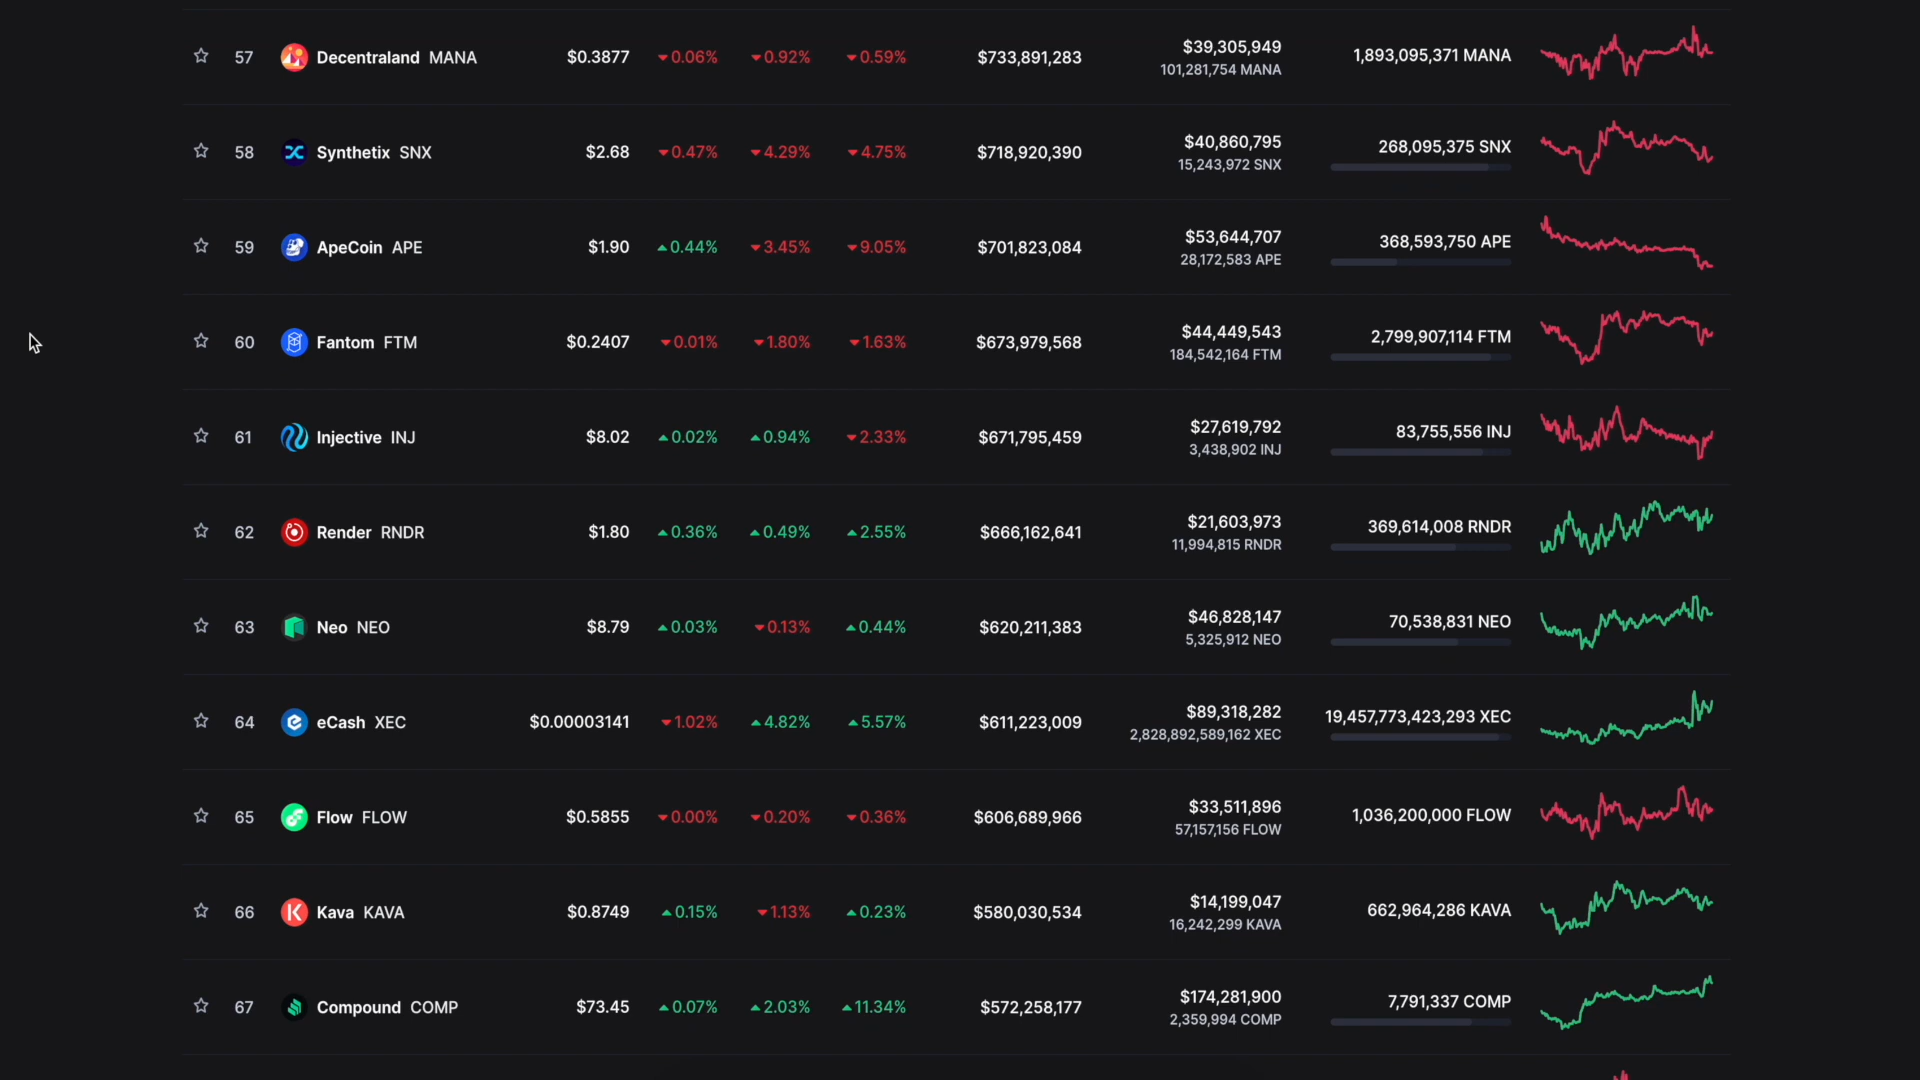 57 Decentraland MANA $0.3877 0.06% 0.92% 0.59% $733,891,283 $39,305,949 1,893,095,371 MANA
101,281,754 MANA
58 Synthetix SNX $2.68 0.47% 4.29% 4.75% $718,920,390 $40,860,795 268,095,375 SNX
15,243,972 SNX
59 ApeCoin APE $1.90 0.44% 3.45% 9.05% $701,823,084 $53,644,707 368,593,750 APE
28,172,583 APE
60 Fantom FTM $0.2407 0.01% 1.80% 1.63% $673,979,568 $44,449,543 2,799,907,114 FTM
184,542,164 FTM
61 Injective INJ $8.02 0.02% 0.94% 2.33% $671,795,459 $27,619,792 83,755,556 INJ
3,438,902 INJ
62 Render RNDR $1.80 0.36% 0.49% 2.55% $666,162,641 $21,603,973 369,614,008 RNDR
11,994,815 RNDR
63 Neo NEO $8.79 0.03% 0.13% 0.44% $620,211,383 $46,828,147 70,538,831 NEO
5,325,912 NEO
64 eCash XEC $0.00003141 1.02% 4.82% 5.57% $611,223,009 $89,318,282 19,457,773,423,293 XEC
2,828,892,589,162 XEC
65 Flow FLOW $0.5855 0.00% 0.20% 0.36% $606,689,966 $33,511,896 1,036,200,000 FLOW
57,157,156 FLOW
66 Kava KAVA $0.8749 0.15% 1.13% 0.23% $580,030,534 $14,199,047 662,964,286 KAVA
16,242,299 KAVA
67 Compound COMP $73.45 0.07% 2.03% 11.34% $572,258,177 $174,281,900 7,791,337 COMP
2,359,994 COMP